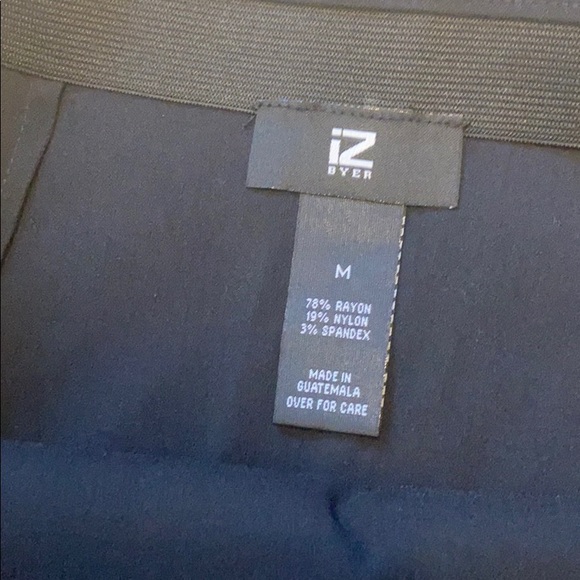 iZ
BYER
M
78% RAYON
19% NYLON
3% SPANDEX
MADE IN
GUATEMALA
OVER FOR CARE